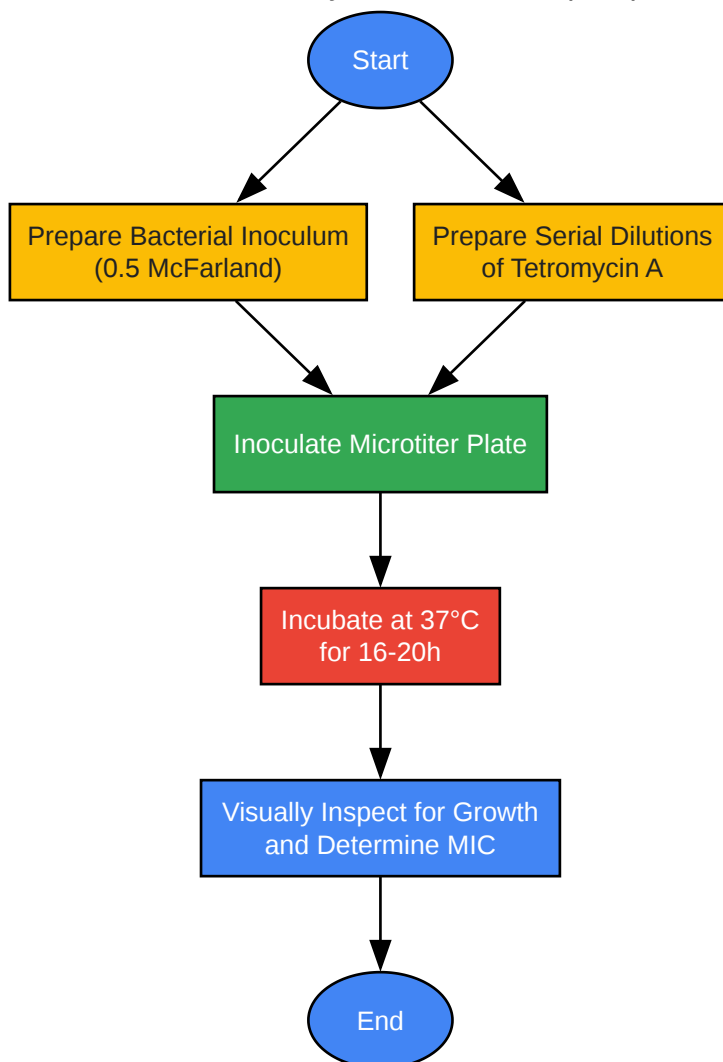 Start
Prepare Bacterial Inoculum
(0.5 McFarland)
Prepare Serial Dilutions
of Tetromycin A
Inoculate Microtiter Plate
Incubate at 37°C
for 16-20h
Visually Inspect for Growth
and Determine MIC
End